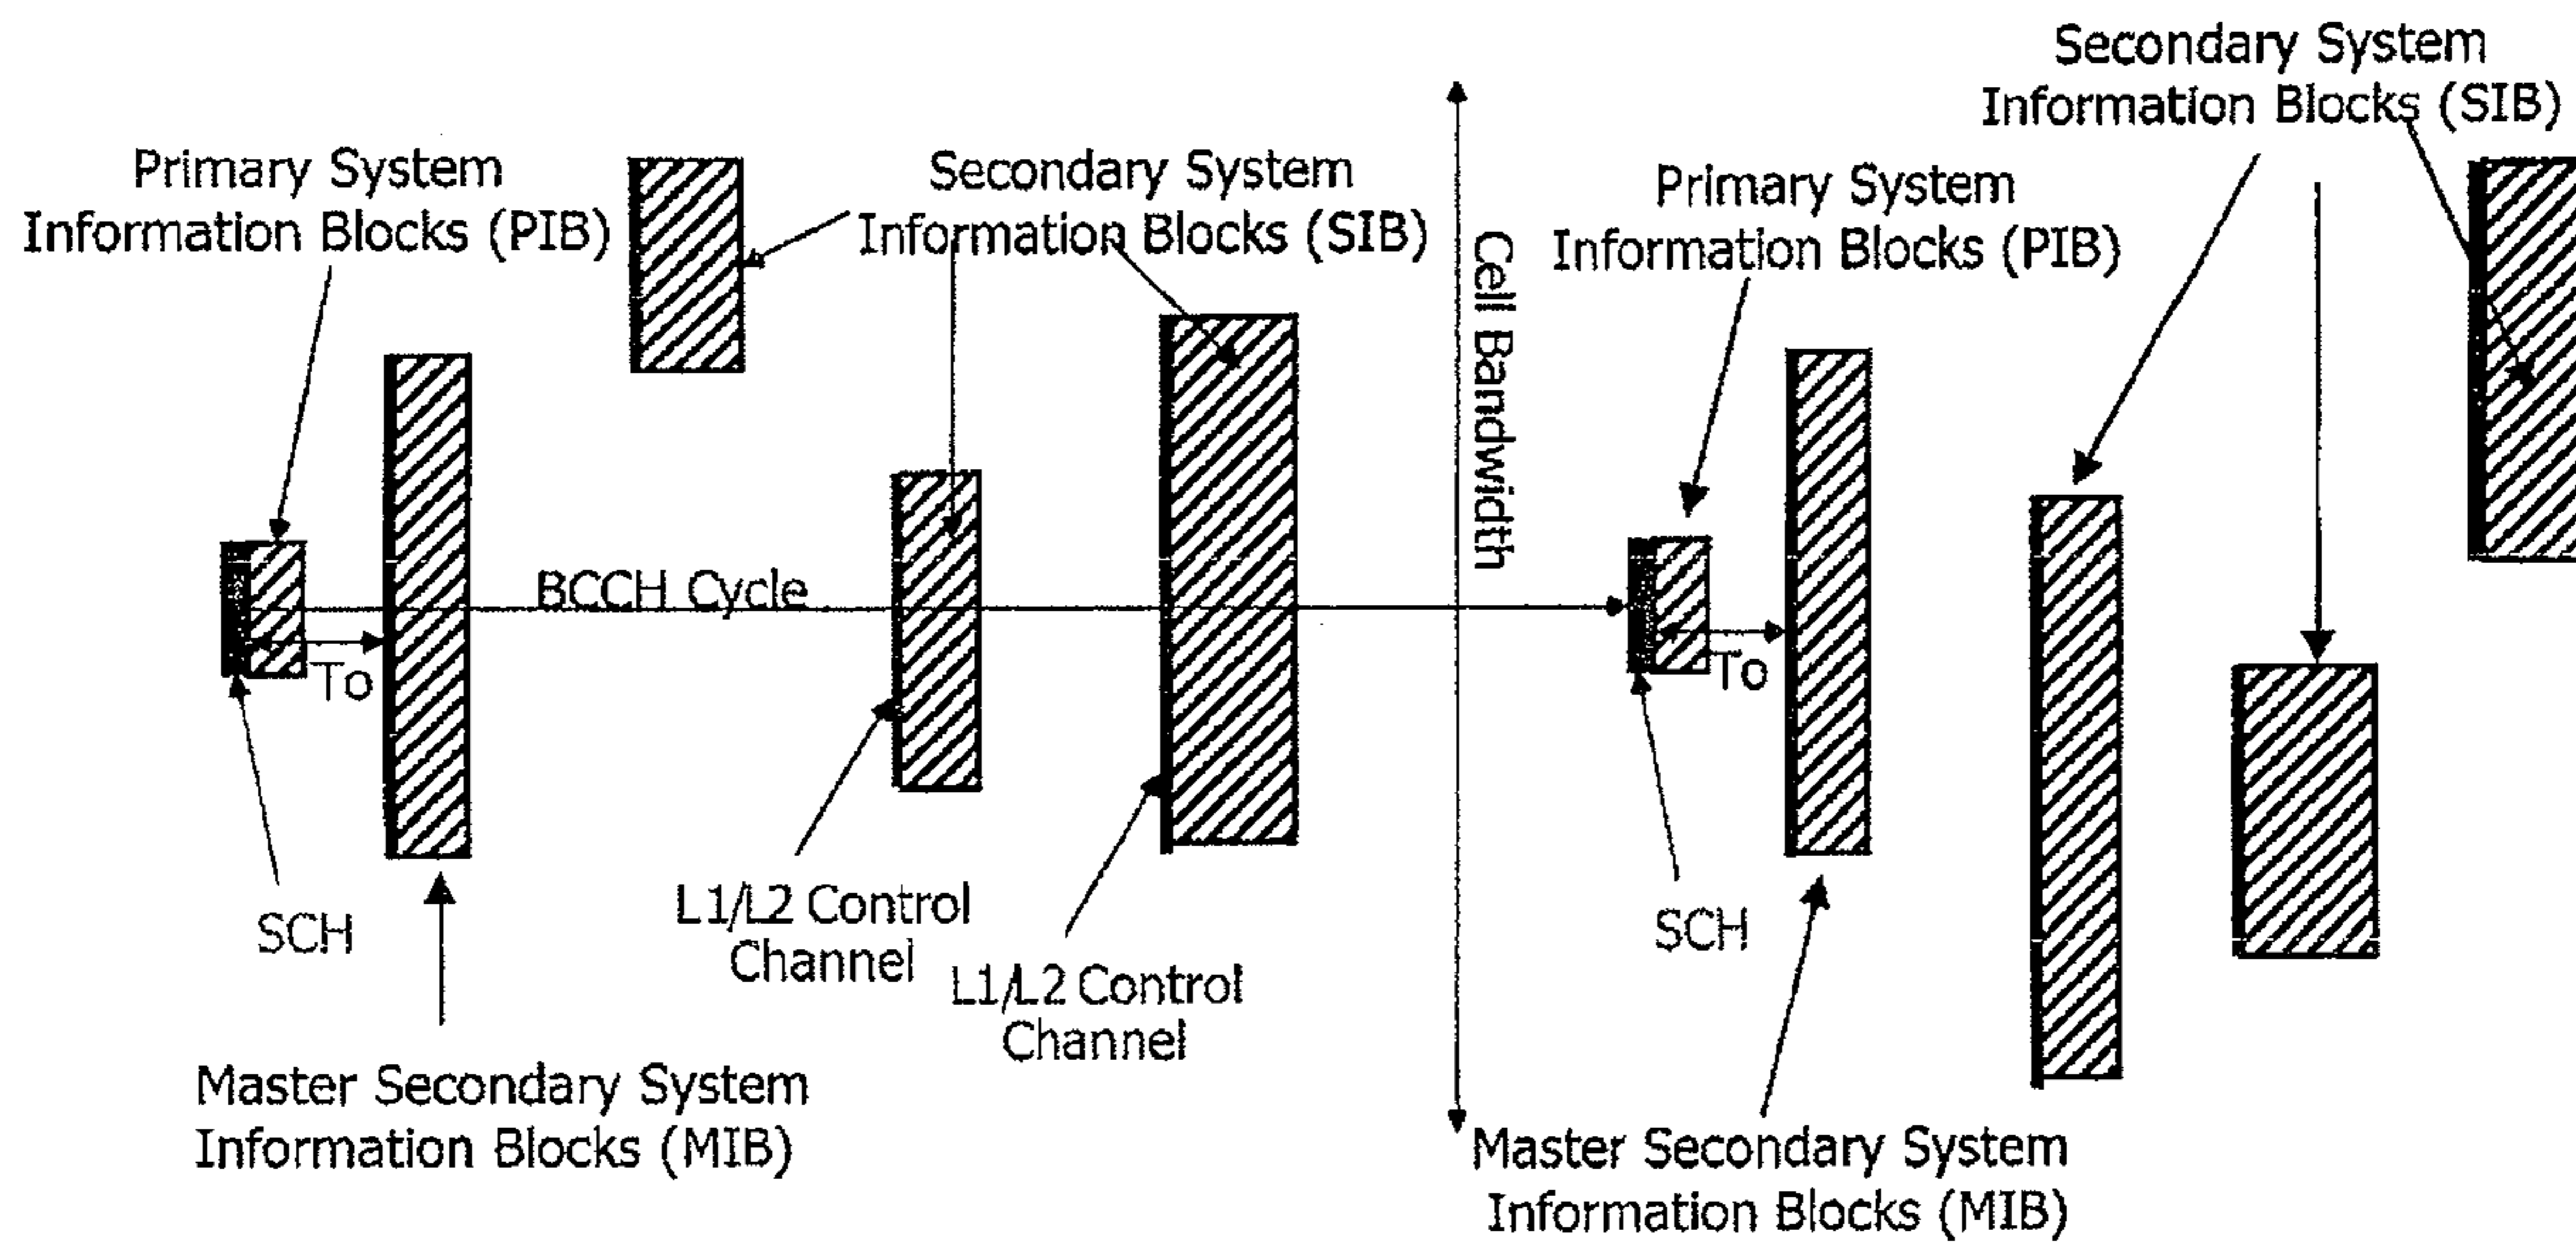 Secondary System
Information Blocks (SIB)
Primary System
Information Blocks (PIB)
Secondary System
Information Blocks (SIB)
Primary System
Information Blocks (PIB)
Cell Bandwidth
BCCH Cycle
To
To
SCH
L1/L2 Control
Channel
L1/L2 Control
Channel
SCH
Master Secondary System
Information Blocks (MIB)
Master Secondary System
Information Blocks (MIB)